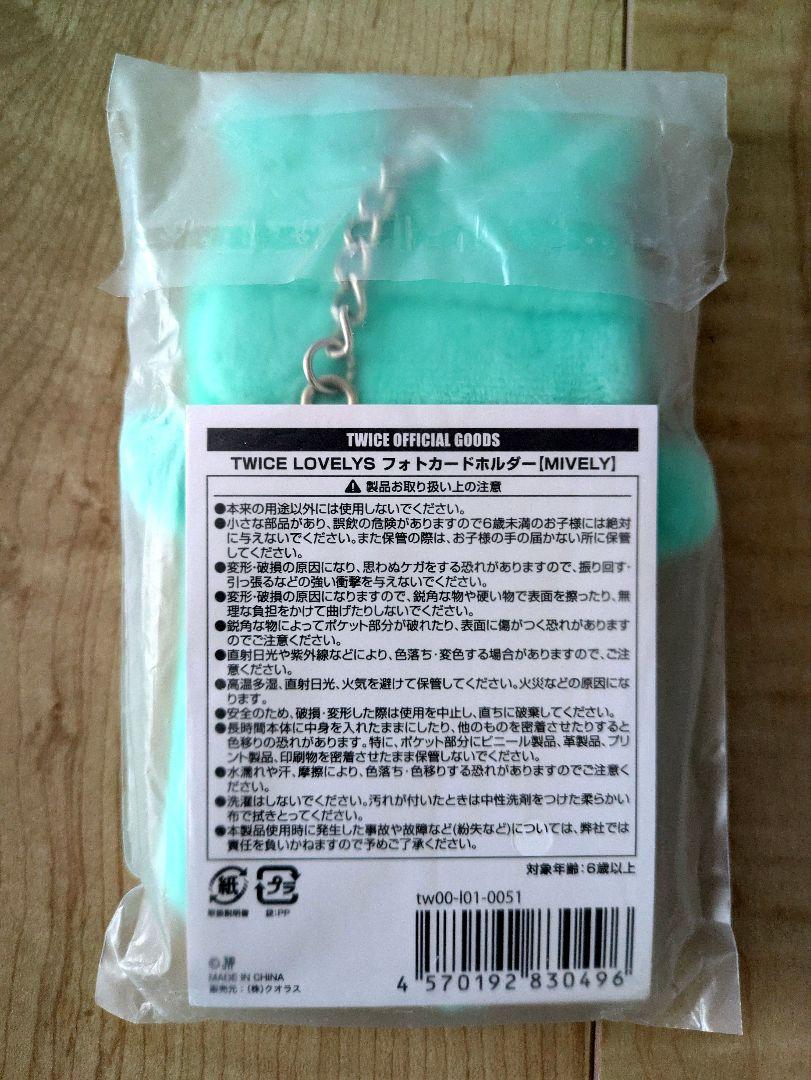 TWICE OFFICIAL GOODS
TWICE LOVELYS フォトカードホルダー【MIVELY】
⚠ 製品お取り扱い上の注意
●本来の用途以外には使用しないでください。
●小さな部品があり、誤飲の危険がありますので6歳未満のお子様には絶対
に与えないでください。また保管の際は、お子様の手の届かない所に保管
してください。
●変形・破損の原因になり、思わぬケガをする恐れがありますので、振り回す・
引っ張るなどの強い衝撃を与えないでください。
●変形・破損の原因になりますので、鋭角な物や硬い物で表面を擦ったり、無
理な負担をかけて曲げたりしないでください。
●鋭角な物によってポケット部分が破れたり、表面に傷がつく恐れがあります
のでご注意ください。
●直射日光や紫外線などにより、色落ち・変色する場合がありますので、ご注
意ください。
●高温多湿、直射日光、火気を避けて保管してください。火災などの原因にな
ります。
●安全のため、破損・変形した際は使用を中止し、直ちに破棄してください。
●長時間本体に中身を入れたままにしたり、他のものを密着させたりすると
色移りの恐れがあります。特に、ポケット部分にビニール製品、革製品、プリ
ント製品、印刷物を密着させたまま保管しないでください。
●水濡れや汗、摩擦により、色落ち・色移りする恐れがありますのでご注意く
ださい。
●洗濯はしないでください。汚れが付いたときは中性洗剤をつけた柔らかい
布で拭きとってください。
●本製品使用時に発生した事故や故障など(紛失など)については、弊社では
責任を負いかねますので予めご了承ください。
対象年齢：6歳以上
紙 プラ
取扱説明書 袋：PP
tw00-l01-0051
© JYP
MADE IN CHINA
販売元：(株)クオラス
4 570192 830496